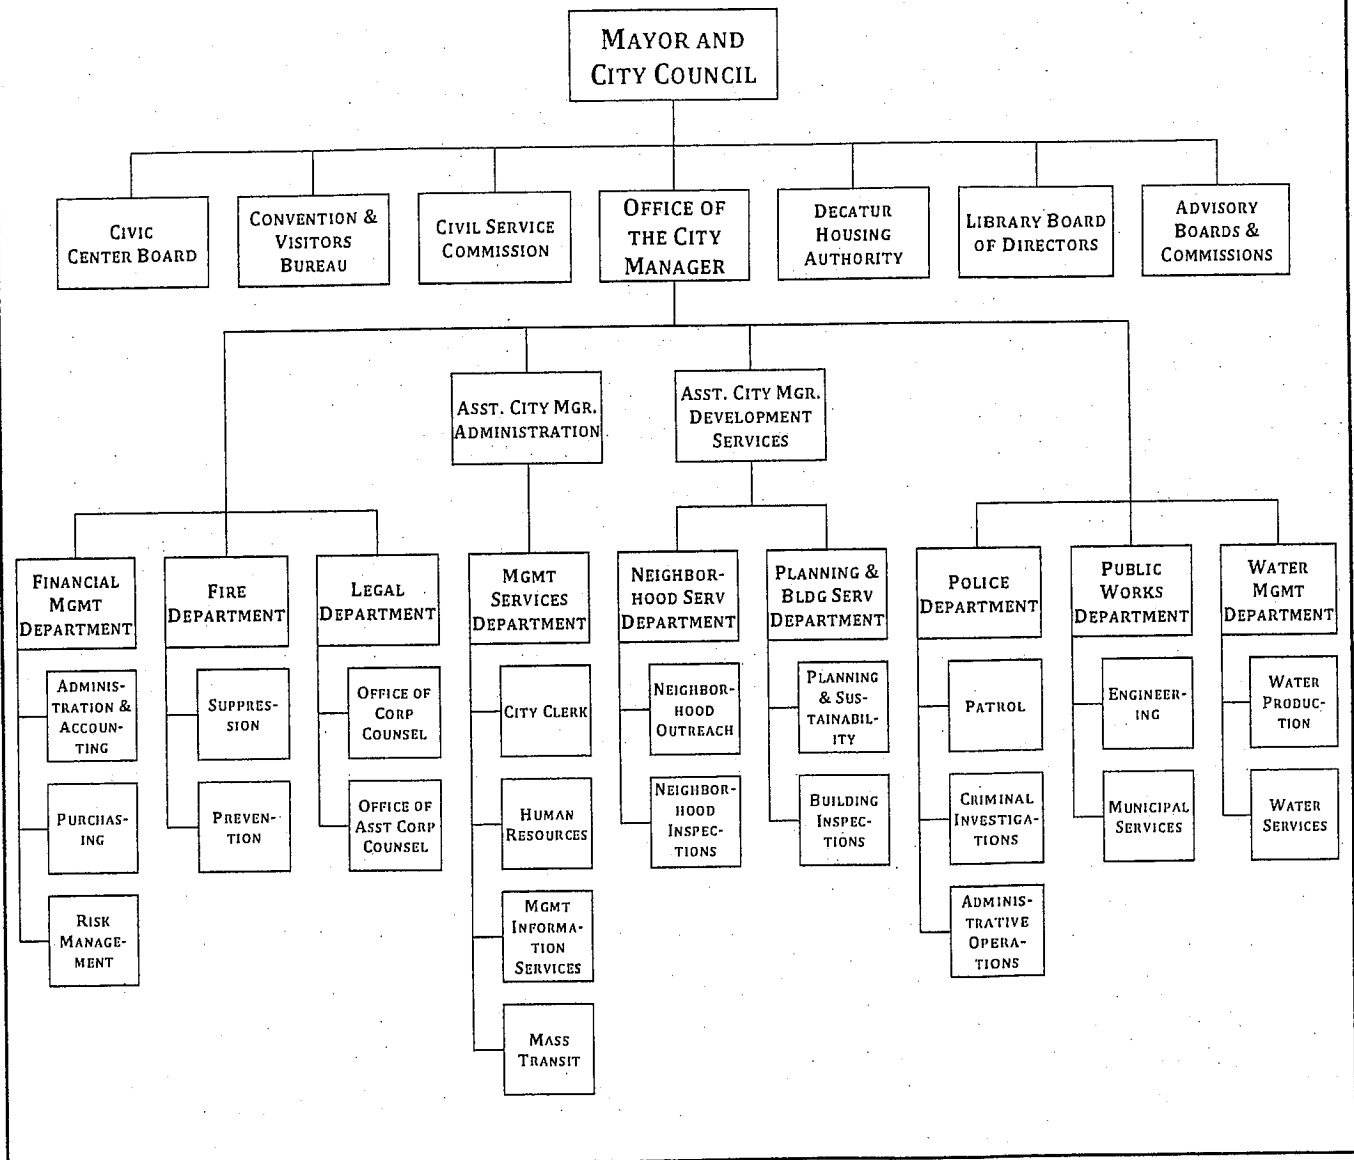 MAYOR AND
CITY COUNCIL
CIVIC
CENTER BOARD
CONVENTION &
VISITORS
BUREAU
CIVIL SERVICE
COMMISSION
OFFICE OF
THE CITY
MANAGER
DECATUR
HOUSING
AUTHORITY
LIBRARY BOARD
OF DIRECTORS
ADVISORY
BOARDS &
COMMISSIONS
ASST. CITY MGR.
ADMINISTRATION
ASST. CITY MGR.
DEVELOPMENT
SERVICES
FINANCIAL
MGMT
DEPARTMENT
FIRE
DEPARTMENT
LEGAL
DEPARTMENT
MGMT
SERVICES
DEPARTMENT
NEIGHBOR-
HOOD SERV
DEPARTMENT
PLANNING &
BLDG SERV
DEPARTMENT
POLICE
DEPARTMENT
PUBLIC
WORKS
DEPARTMENT
WATER
MGMT
DEPARTMENT
ADMINIS-
TRATION &
ACCOUN-
TING
PURCHAS-
ING
RISK
MANAGE-
MENT
SUPPRES-
SION
PREVEN-
TION
OFFICE OF
CORP
COUNSEL
OFFICE OF
ASST CORP
COUNSEL
CITY CLERK
HUMAN
RESOURCES
MGMT
INFORMA-
TION
SERVICES
MASS
TRANSIT
NEIGHBOR-
HOOD
OUTREACH
NEIGHBOR-
HOOD
INSPEC-
TIONS
PLANNING
& SUS-
TAINABIL-
ITY
BUILDING
INSPEC-
TIONS
PATROL
CRIMINAL
INVESTIGA-
TIONS
ADMINIS-
TRATIVE
OPERA-
TIONS
ENGINEER-
ING
MUNICIPAL
SERVICES
WATER
PRODUC-
TION
WATER
SERVICES